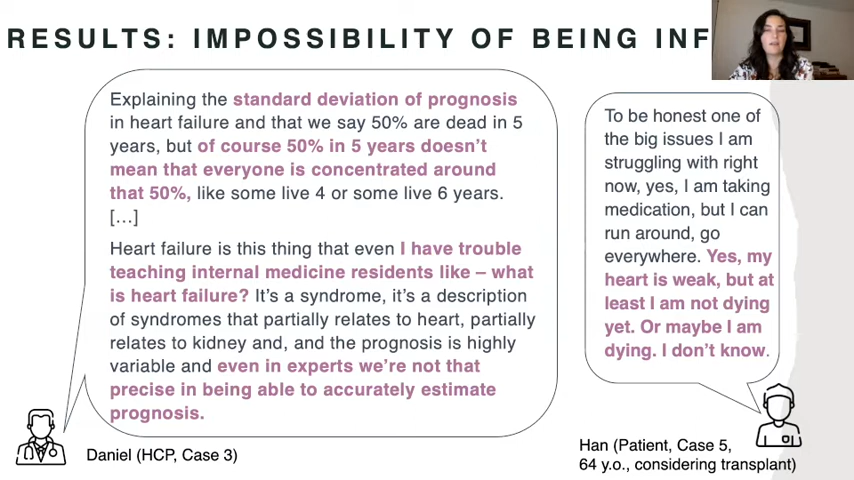 RESULTS: IMPOSSIBILITY OF BEING INF
Explaining the standard deviation of prognosis
in heart failure and that we say 50% are dead in 5
years, but of course 50% in 5 years doesn't
mean that everyone is concentrated around
that 50%, like some live 4 or some live 6 years.
[…]
Heart failure is this thing that even I have trouble
teaching internal medicine residents like – what
is heart failure? It's a syndrome, it's a description
of syndromes that partially relates to heart, partially
relates to kidney and, and the prognosis is highly
variable and even in experts we're not that
precise in being able to accurately estimate
prognosis.
Daniel (HCP, Case 3)
To be honest one of
the big issues I am
struggling with right
now, yes, I am taking
medication, but I can
run around, go
everywhere. Yes, my
heart is weak, but at
least I am not dying
yet. Or maybe I am
dying. I don't know.
Han (Patient, Case 5,
64 y.o., considering transplant)